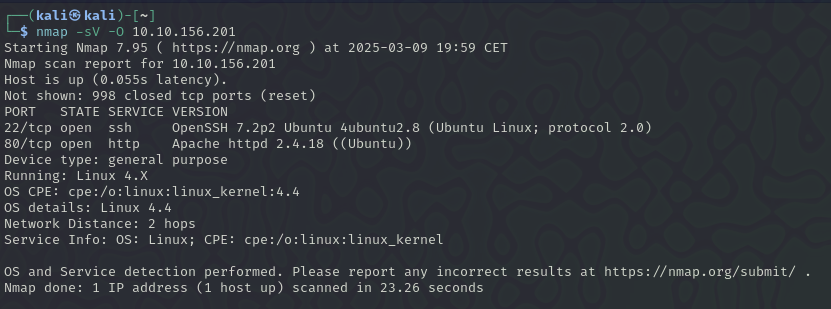 ┌──(kali㉿kali)-[~]
└─$ nmap -sV -O 10.10.156.201
Starting Nmap 7.95 ( https://nmap.org ) at 2025-03-09 19:59 CET
Nmap scan report for 10.10.156.201
Host is up (0.055s latency).
Not shown: 998 closed tcp ports (reset)
PORT   STATE SERVICE VERSION
22/tcp open  ssh     OpenSSH 7.2p2 Ubuntu 4ubuntu2.8 (Ubuntu Linux; protocol 2.0)
80/tcp open  http    Apache httpd 2.4.18 ((Ubuntu))
Device type: general purpose
Running: Linux 4.X
OS CPE: cpe:/o:linux:linux_kernel:4.4
OS details: Linux 4.4
Network Distance: 2 hops
Service Info: OS: Linux; CPE: cpe:/o:linux:linux_kernel

OS and Service detection performed. Please report any incorrect results at https://nmap.org/submit/ .
Nmap done: 1 IP address (1 host up) scanned in 23.26 seconds